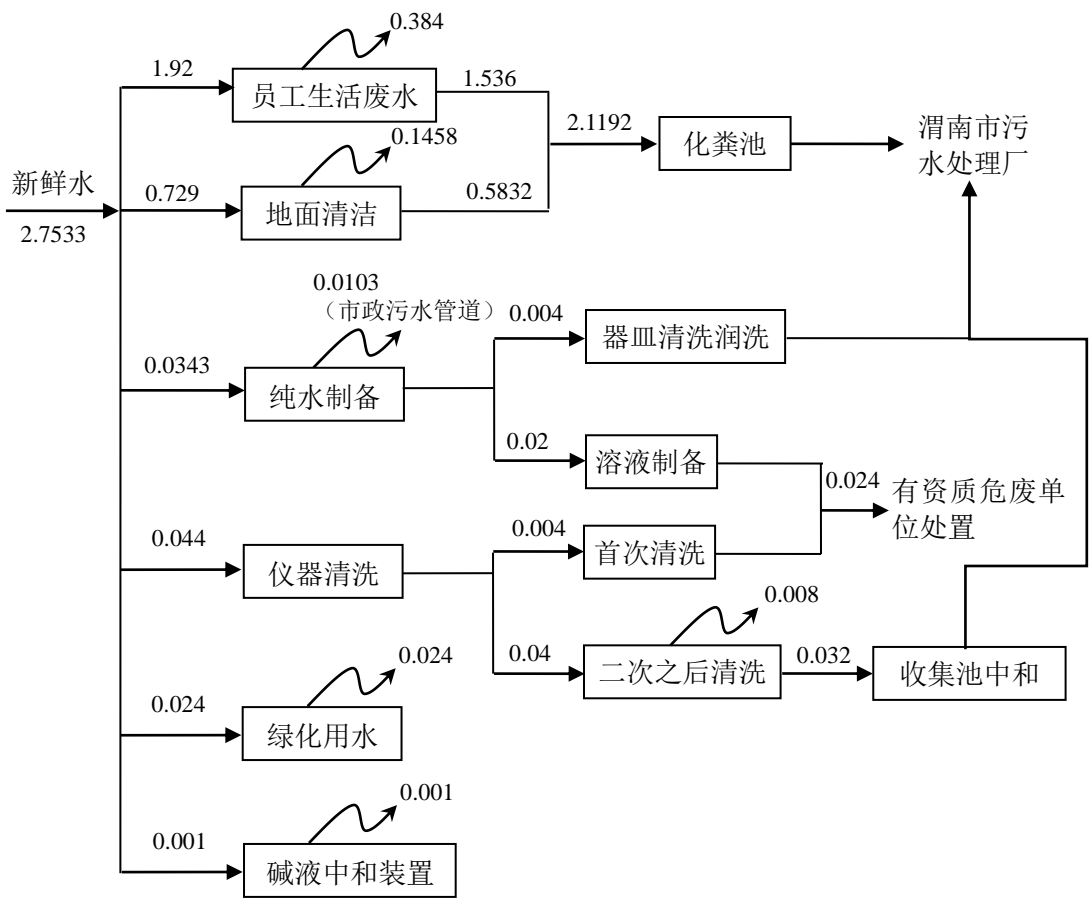 0.384
1.92
员工生活废水
1.536
0.1458
2.1192
化粪池
渭南市污
水处理厂
新鲜水
2.7533
0.729
地面清洁
0.5832
0.0103
（市政污水管道）
0.004
器皿清洗润洗
0.0343
纯水制备
0.02
溶液制备
0.024
有资质危废单
位处置
0.044
仪器清洗
0.004
首次清洗
0.008
0.04
二次之后清洗
0.032
收集池中和
0.024
0.024
绿化用水
0.001
0.001
碱液中和装置